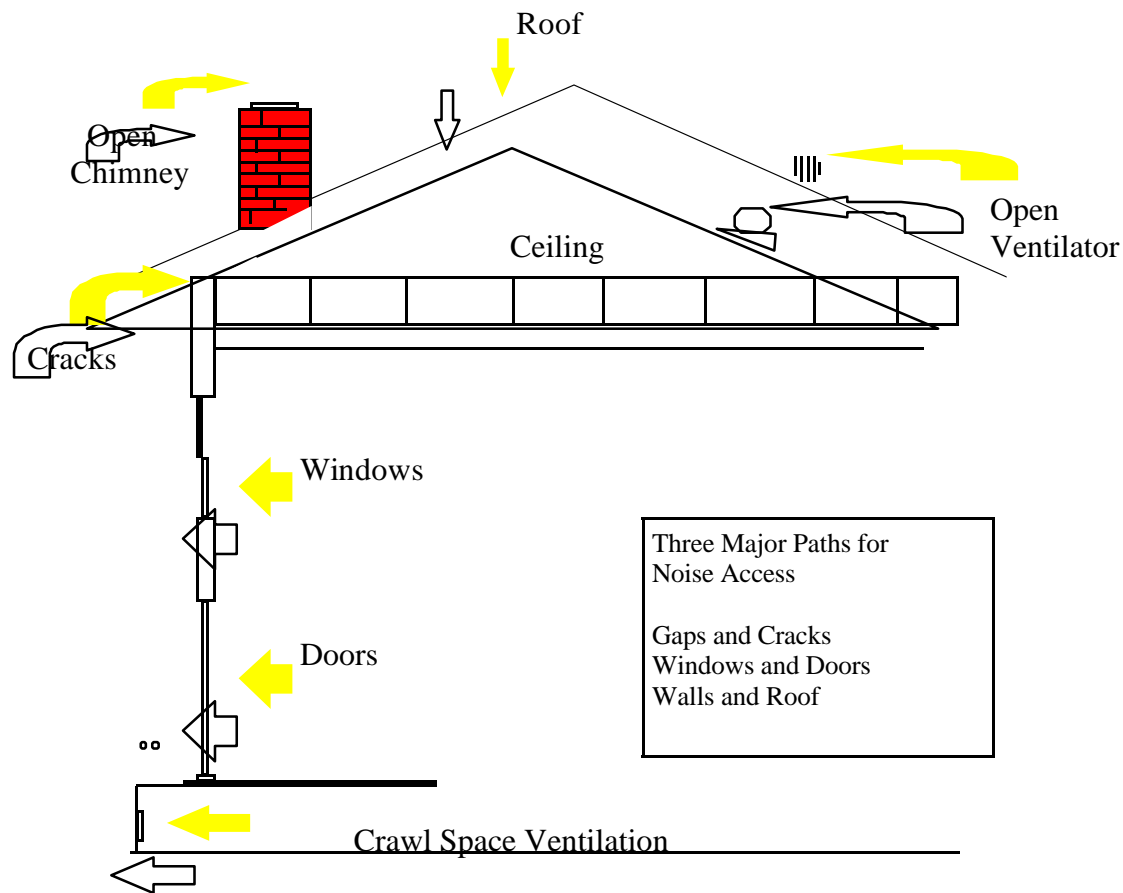 Roof
Open
Chimney
Open
Ventilator
Ceiling
Cracks
Windows
Three Major Paths for
Noise Access
Gaps and Cracks
Windows and Doors
Walls and Roof
Doors
Crawl Space Ventilation